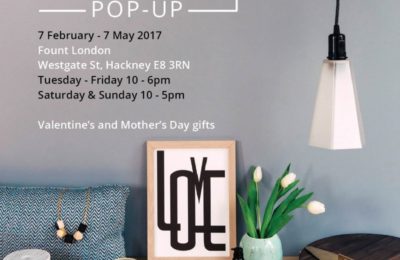 POP-UP
7 February - 7 May 2017
Fount London
Westgate St, Hackney E8 3RN
Tuesday - Friday 10 - 6pm
Saturday & Sunday 10 - 5pm
Valentine's and Mother's Day gifts
LOVE